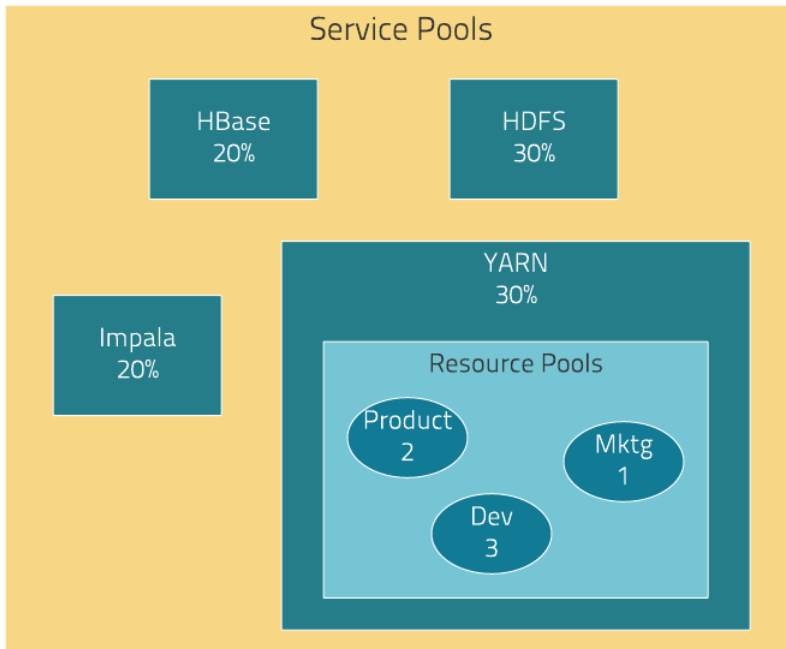 Service Pools
HBase
20%
HDFS
30%
YARN
30%
Impala
20%
Resource Pools
Product
2
Mktg
1
Dev
3